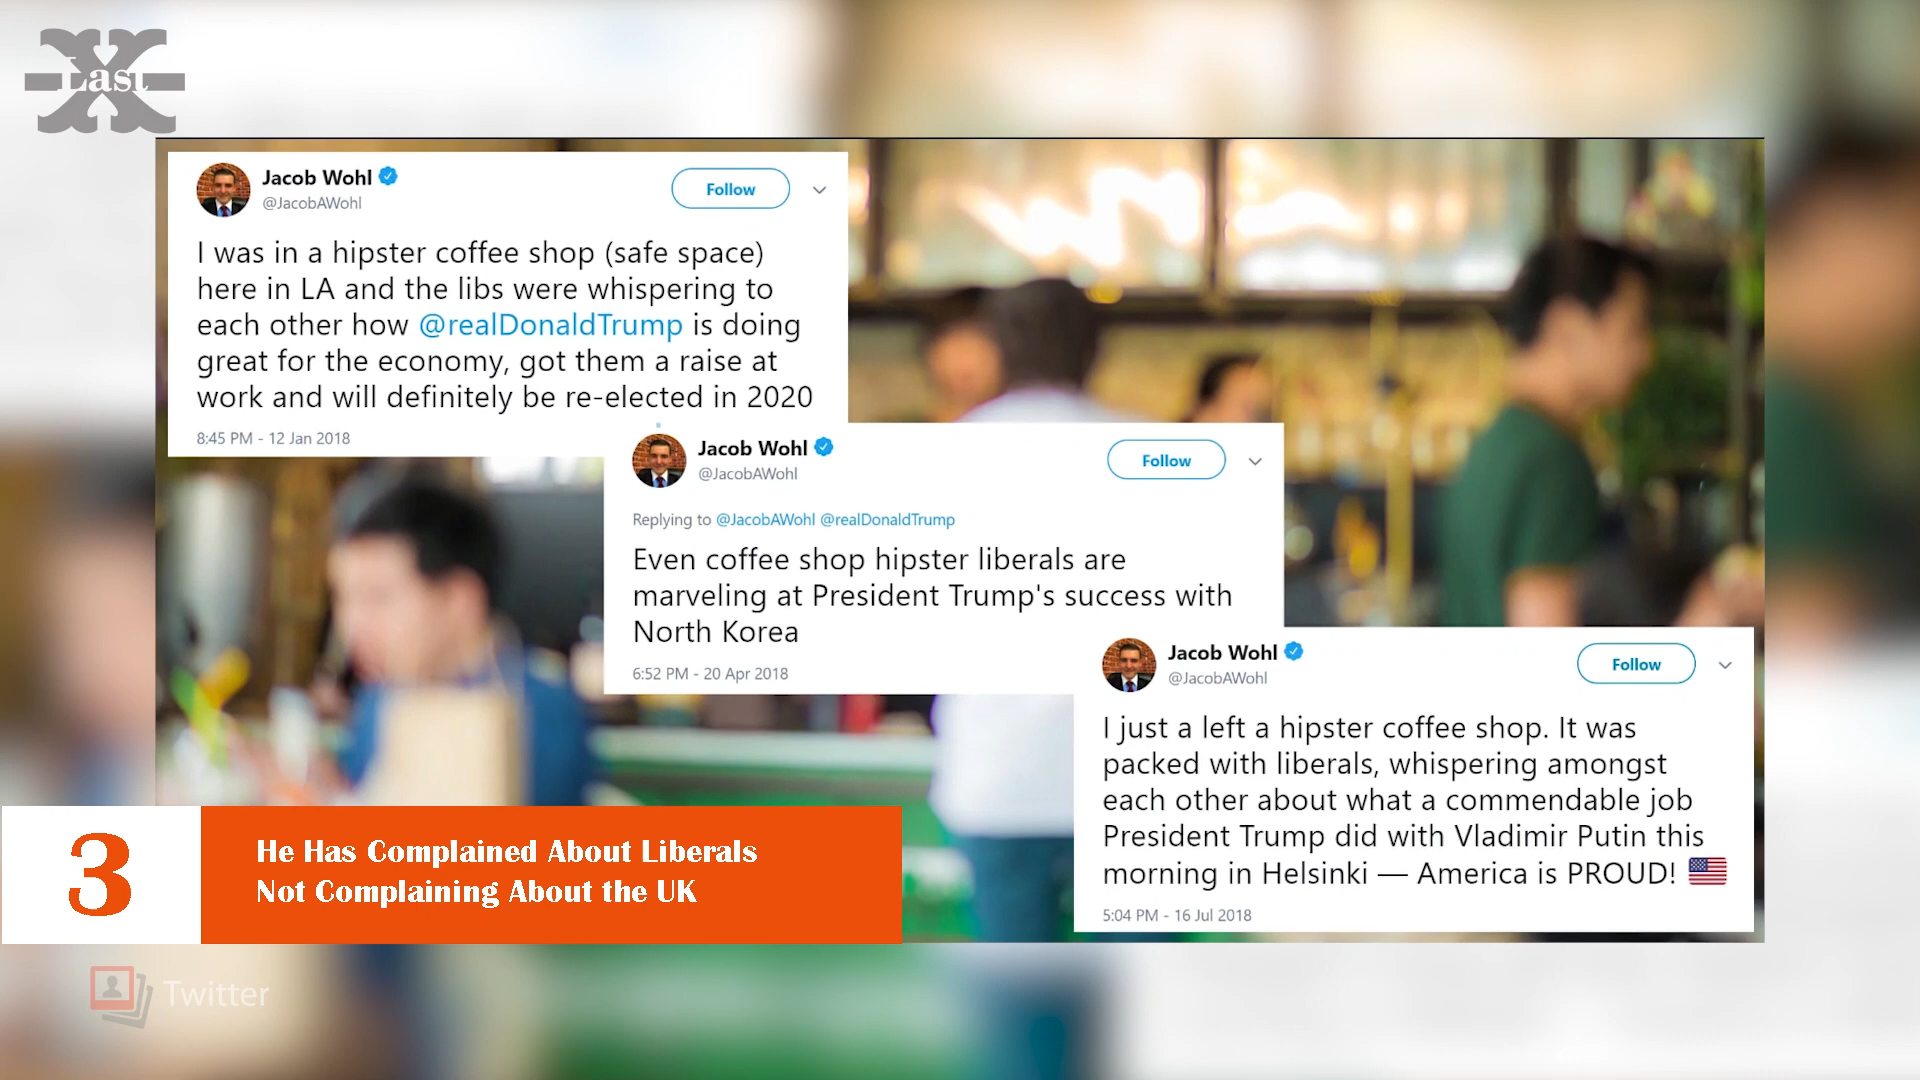 Last
Jacob Wohl
@JacobAWohl
Follow
I was in a hipster coffee shop (safe space)
here in LA and the libs were whispering to
each other how @realDonaldTrump is doing
great for the economy, got them a raise at
work and will definitely be re-elected in 2020
8:45 PM - 12 Jan 2018
Jacob Wohl
@JacobAWohl
Follow
Replying to @JacobAWohl @realDonaldTrump
Even coffee shop hipster liberals are
marveling at President Trump's success with
North Korea
6:52 PM - 20 Apr 2018
Jacob Wohl
@JacobAWohl
Follow
I just a left a hipster coffee shop. It was
packed with liberals, whispering amongst
each other about what a commendable job
President Trump did with Vladimir Putin this
morning in Helsinki — America is PROUD! 🇺🇸
5:04 PM - 16 Jul 2018
3
He Has Complained About Liberals
Not Complaining About the UK
Twitter